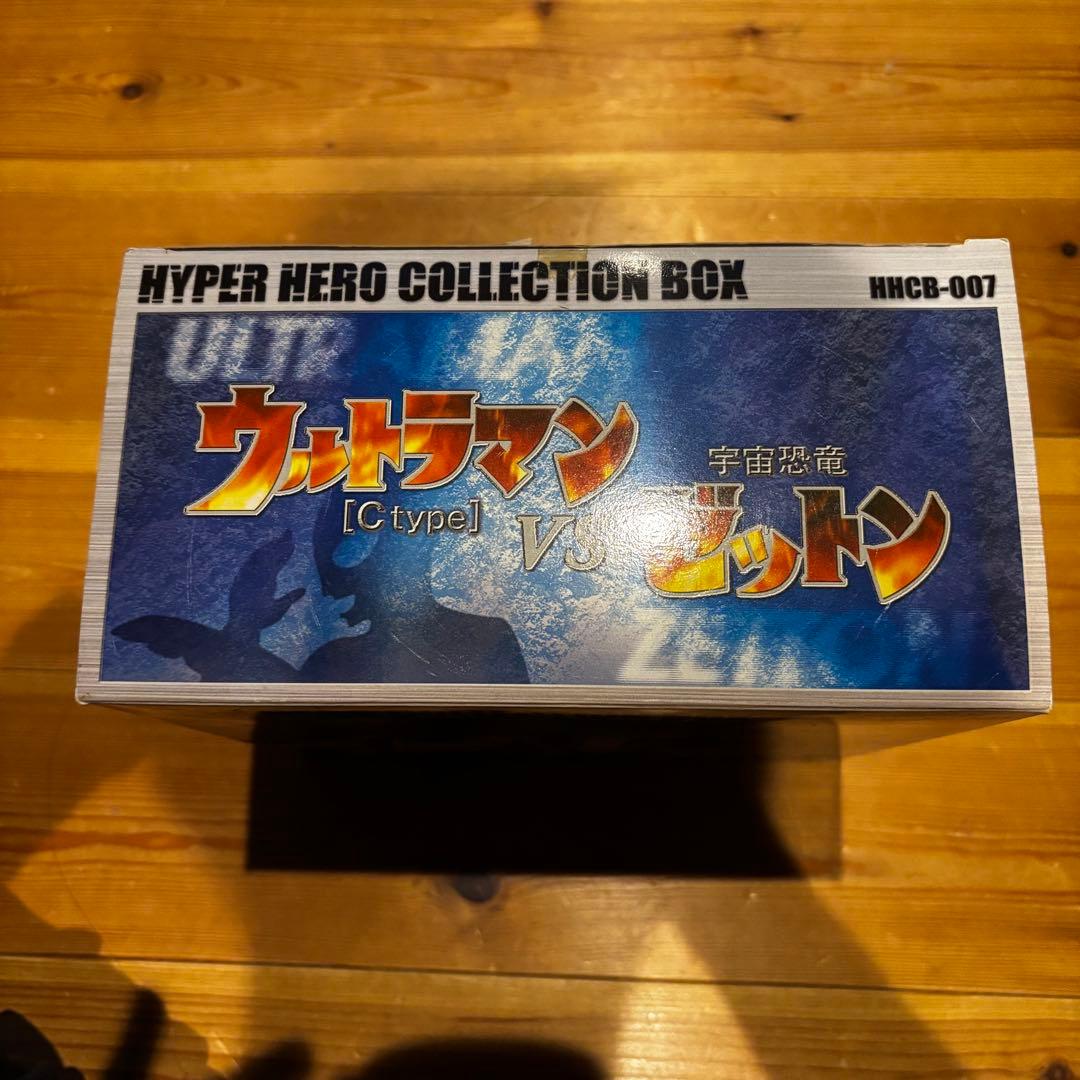 HYPER HERO COLLECTION BOX
HHCB-007
ウルトラマン
[C type]
VS
宇宙恐竜
ゼットン